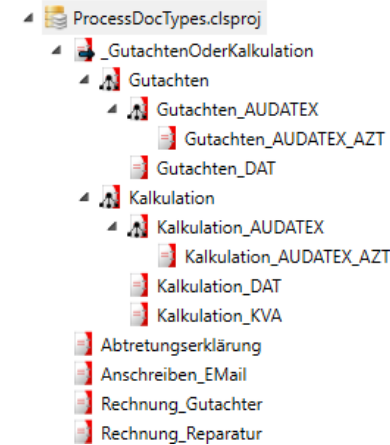 ProcessDocTypes.clsproj
_GutachtenOderKalkulation
Gutachten
Gutachten_AUDATEX
Gutachten_AUDATEX_AZT
Gutachten_DAT
Kalkulation
Kalkulation_AUDATEX
Kalkulation_AUDATEX_AZT
Kalkulation_DAT
Kalkulation_KVA
Abtretungserklärung
Anschreiben_EMail
Rechnung_Gutachter
Rechnung_Reparatur